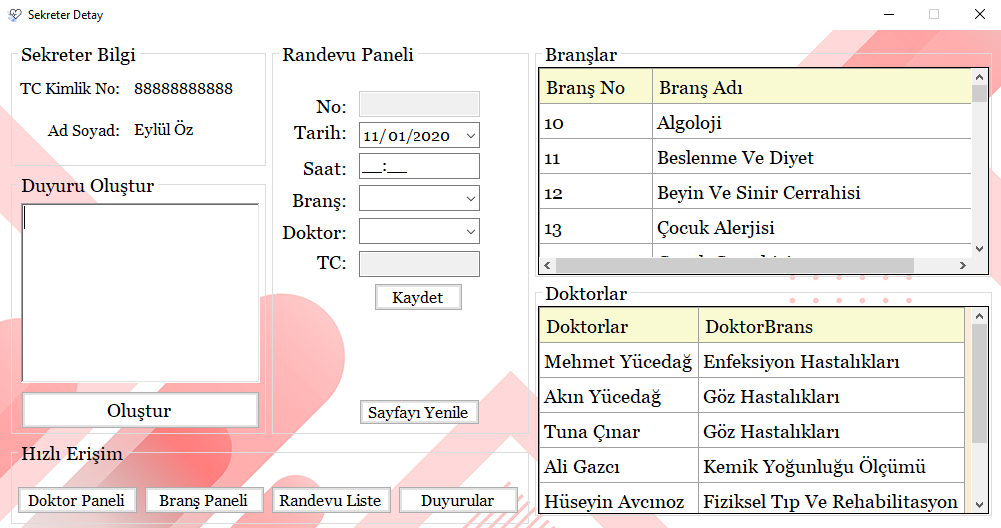 Sekreter Detay
Sekreter Bilgi
TC Kimlik No: 88888888888
Ad Soyad: Eylül Öz
Duyuru Oluştur
Oluştur
Randevu Paneli
No:
Tarih: 11/01/2020
Saat: __:__
Branş:
Doktor:
TC:
Kaydet
Sayfayı Yenile
Branşlar
Branş No Branş Adı
10 Algoloji
11 Beslenme Ve Diyet
12 Beyin Ve Sinir Cerrahisi
13 Çocuk Alerjisi
Doktorlar
Doktorlar DoktorBrans
Mehmet Yücedağ Enfeksiyon Hastalıkları
Akın Yücedağ Göz Hastalıkları
Tuna Çınar Göz Hastalıkları
Ali Gazcı Kemik Yoğunluğu Ölçümü
Hüseyin Avcınoz Fiziksel Tıp Ve Rehabilitasyon
Hızlı Erişim
Doktor Paneli Branş Paneli Randevu Liste Duyurular